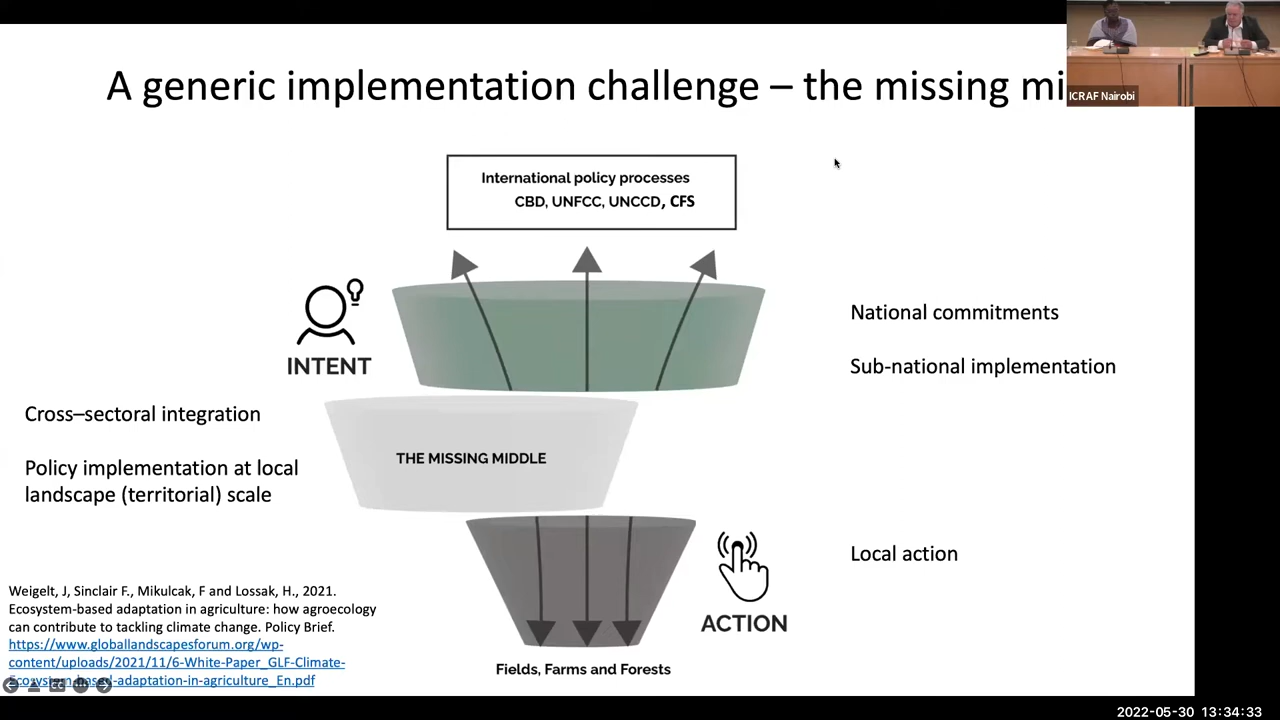 A generic implementation challenge – the missing mi
ICRAF Nairobi
International policy processes
CBD, UNFCC, UNCCD, CFS
INTENT
National commitments
Sub-national implementation
Cross–sectoral integration
Policy implementation at local
landscape (territorial) scale
THE MISSING MIDDLE
Local action
ACTION
Fields, Farms and Forests
Weigelt, J, Sinclair F., Mikulcak, F and Lossak, H., 2021.
Ecosystem-based adaptation in agriculture: how agroecology
can contribute to tackling climate change. Policy Brief.
https://www.globallandscapesforum.org/wp-
content/uploads/2021/11/6-White-Paper_GLF-Climate-
Ecosystem-based-adaptation-in-agriculture_En.pdf
2022-05-30 13:34:33